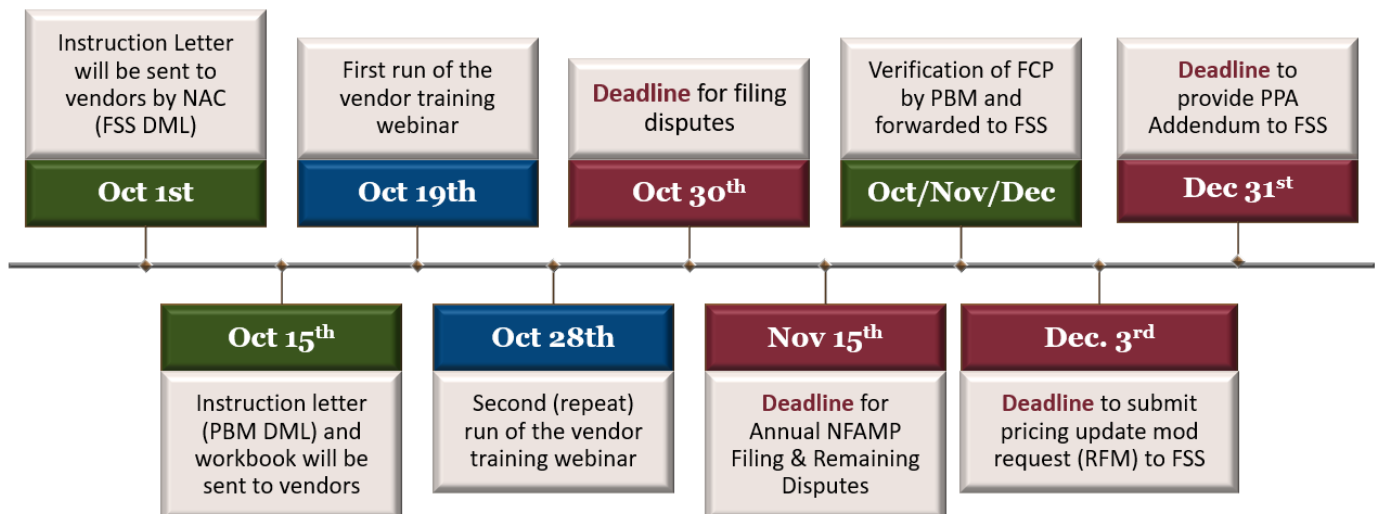 Instruction Letter
will be sent to
vendors by NAC
(FSS DML)
Oct 1st
Instruction letter
(PBM DML) and
workbook will be
sent to vendors
Oct 15th
First run of the
vendor training
webinar
Oct 19th
Oct 28th
Second (repeat)
run of the vendor
training webinar
Deadline for filing
disputes
Oct 30th
Nov 15th
Deadline for
Annual NFAMP
Filing & Remaining
Disputes
Verification of FCP
by PBM and
forwarded to FSS
Oct/Nov/Dec
Dec. 3rd
Deadline to submit
pricing update mod
request (RFM) to FSS
Deadline to
provide PPA
Addendum to FSS
Dec 31st